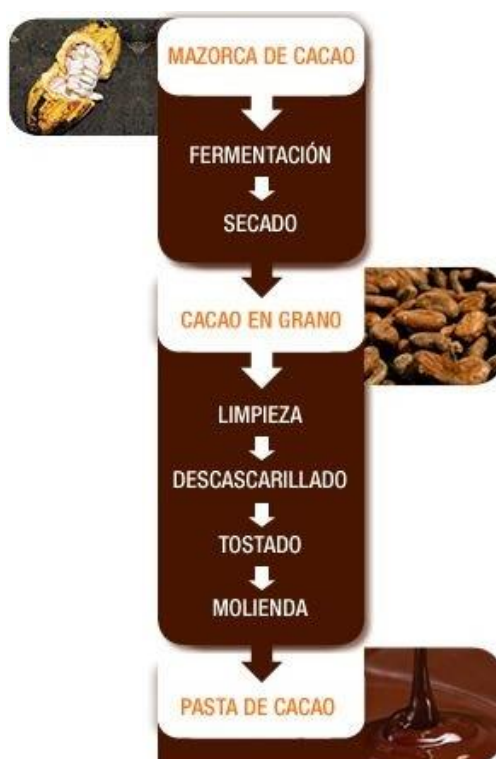 MAZORCA DE CACAO
FERMENTACIÓN
SECADO
CACAO EN GRANO
LIMPIEZA
DESCASCARILLADO
TOSTADO
MOLIENDA
PASTA DE CACAO